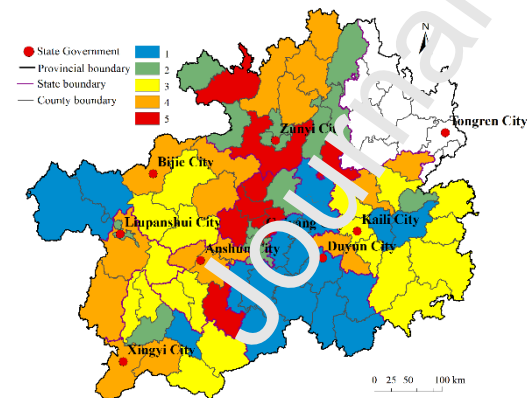 N
State Government
Provincial boundary
State boundary
County boundary
1
2
3
4
5
Zunyi
Tongren City
Bijie City
Liupanshui City
Kaili City
Anshun City
Duyun City
Xingyi City
0 25 50 100 km
Journal